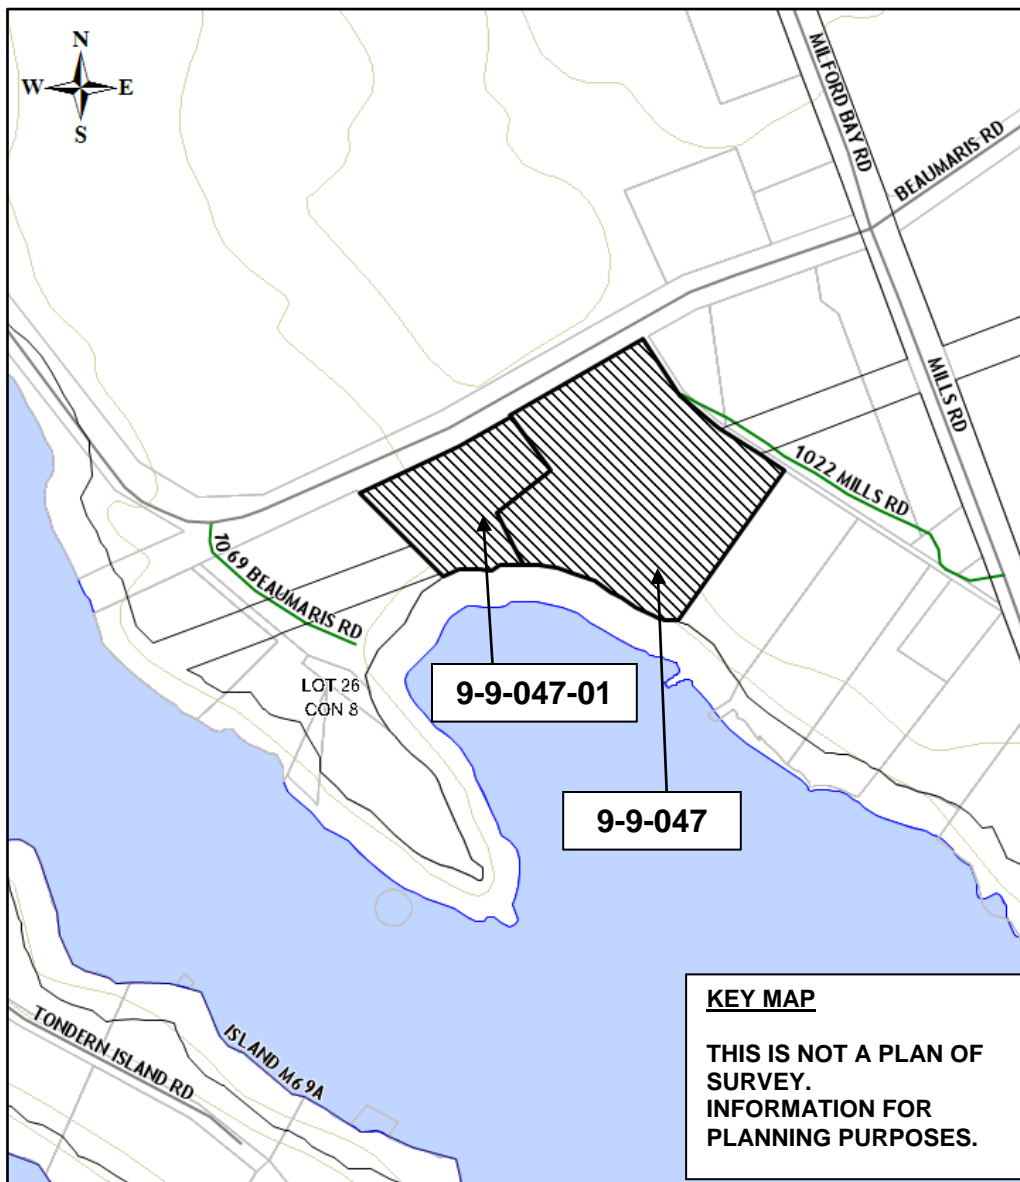 N
W E
S
MILFORD BAY RD
BEAUMARIS RD
MILLS RD
1022 MILLS RD
1069 BEAUMARIS RD
LOT 26
CON 8
9-9-047-01
9-9-047
TONDERN ISLAND RD
ISLAND M69A
KEY MAP
THIS IS NOT A PLAN OF
SURVEY.
INFORMATION FOR
PLANNING PURPOSES.